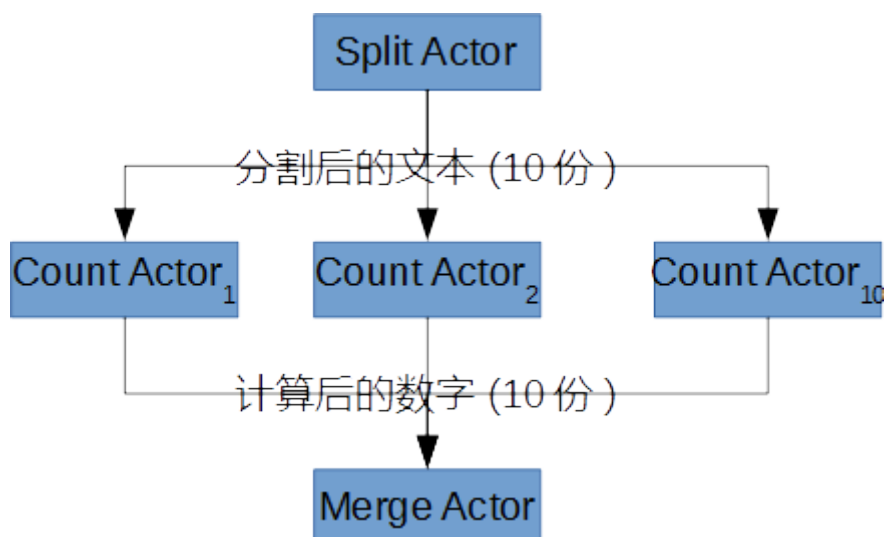 Split Actor
分割后的文本 (10 份 )
Count Actor1
Count Actor2
Count Actor10
计算后的数字 (10 份 )
Merge Actor